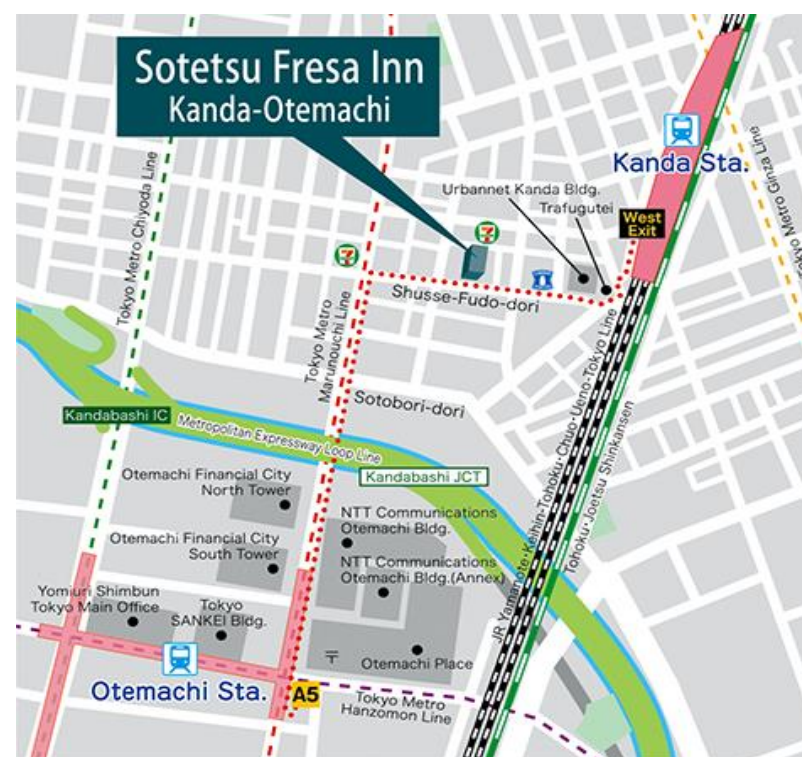 Sotetsu Fresa Inn
Kanda-Otemachi
Kanda Sta.
Urbannet Kanda Bldg.
Trafugutei
West
Exit
7
7
Shusse-Fudo-dori
Tokyo Metro Chiyoda Line
Tokyo Metro
Marunouchi Line
Tokyo Metro Ginza Line
Sotobori-dori
Kandabashi IC
Metropolitan Expressway Loop Line
Kandabashi JCT
JR Yamanote·Keihin-Tohoku·Chuo·Ueno-Tokyo Line
Tohoku·Joetsu Shinkansen
Otemachi Financial City
North Tower
NTT Communications
Otemachi Bldg.
Otemachi Financial City
South Tower
NTT Communications
Otemachi Bldg.(Annex)
Yomiuri Shimbun
Tokyo Main Office
Tokyo
SANKEI Bldg.
〒
Otemachi Place
Otemachi Sta.
A5
Tokyo Metro
Hanzomon Line